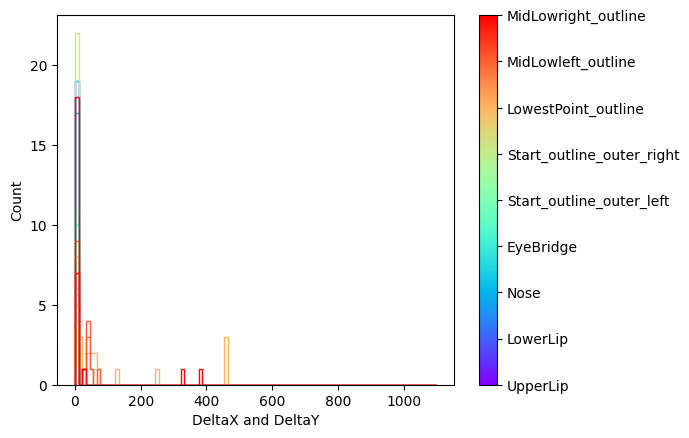 20
15
10
5
0
Count
0 200 400 600 800 1000
DeltaX and DeltaY
MidLowright_outline
MidLowleft_outline
LowestPoint_outline
Start_outline_outer_right
Start_outline_outer_left
EyeBridge
Nose
LowerLip
UpperLip